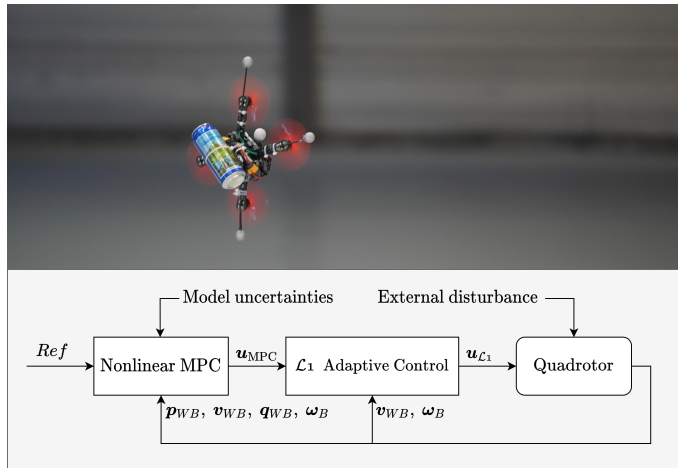 Model uncertainties External disturbance
Ref Nonlinear MPC u_MPC ℒ1 Adaptive Control u_ℒ1 Quadrotor
p_WB, v_WB, q_WB, ω_B v_WB, ω_B